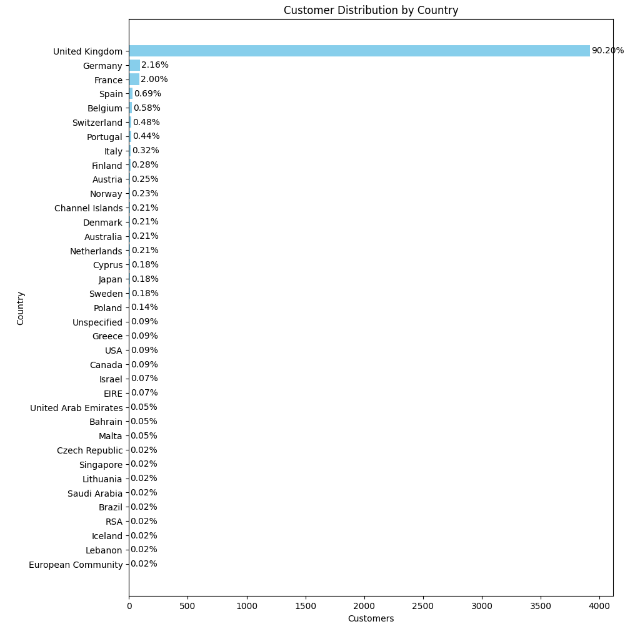 Customer Distribution by Country
United Kingdom 90.20%
Germany 2.16%
France 2.00%
Spain 0.69%
Belgium 0.58%
Switzerland 0.48%
Portugal 0.44%
Italy 0.32%
Finland 0.28%
Austria 0.25%
Norway 0.23%
Channel Islands 0.21%
Denmark 0.21%
Australia 0.21%
Netherlands 0.21%
Cyprus 0.18%
Japan 0.18%
Sweden 0.18%
Poland 0.14%
Country
Unspecified 0.09%
Greece 0.09%
USA 0.09%
Canada 0.09%
Israel 0.07%
EIRE 0.07%
United Arab Emirates 0.05%
Bahrain 0.05%
Malta 0.05%
Czech Republic 0.02%
Singapore 0.02%
Lithuania 0.02%
Saudi Arabia 0.02%
Brazil 0.02%
RSA 0.02%
Iceland 0.02%
Lebanon 0.02%
European Community 0.02%
0 500 1000 1500 2000 2500 3000 3500 4000
Customers